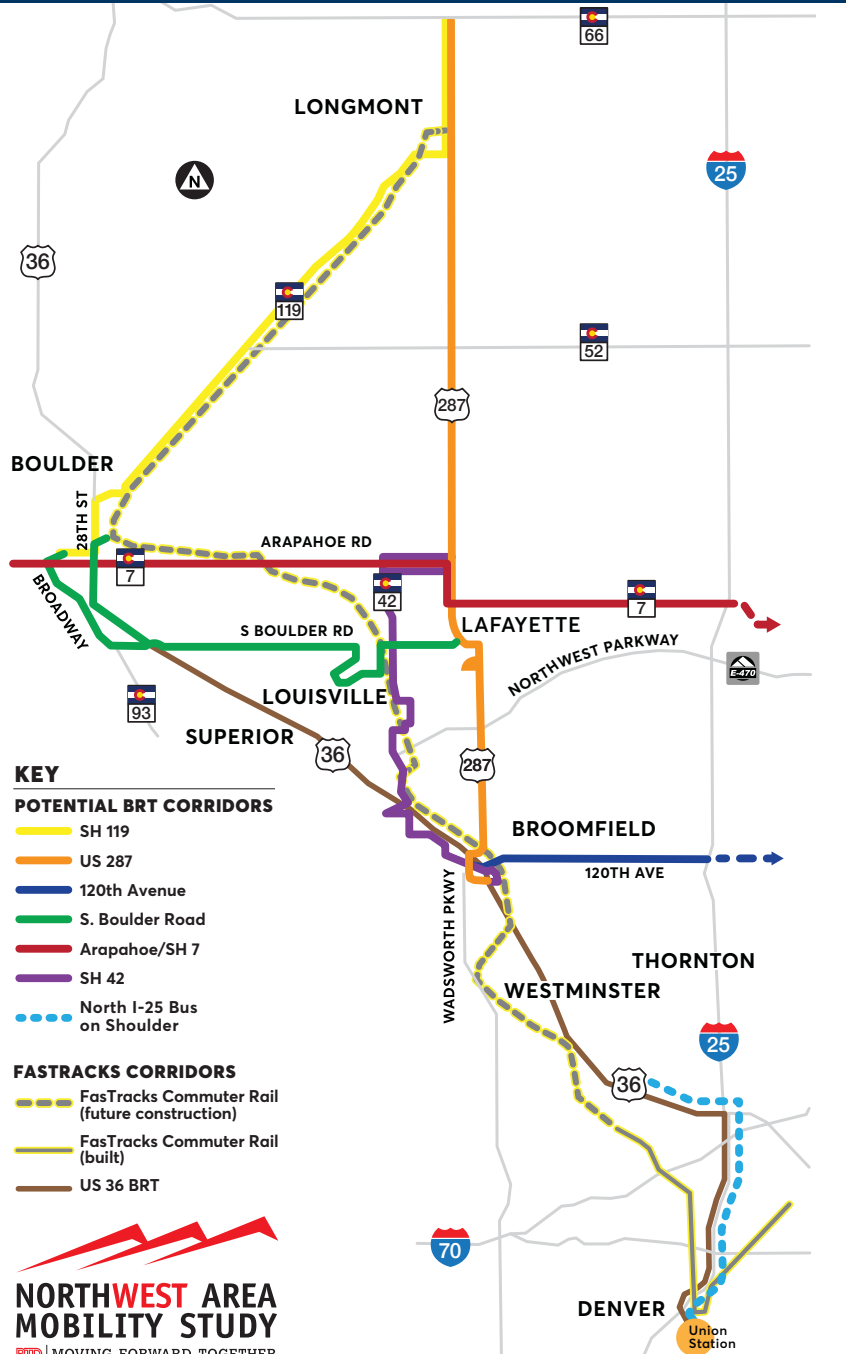 66
LONGMONT
N
25
36
119
52
287
BOULDER
28TH ST
ARAPAHOE RD
7
42
7
BROADWAY
S BOULDER RD
LAFAYETTE
NORTHWEST PARKWAY
E-470
LOUISVILLE
93
SUPERIOR
36
287
KEY
POTENTIAL BRT CORRIDORS
SH 119
US 287
120th Avenue
S. Boulder Road
Arapahoe/SH 7
SH 42
North I-25 Bus
on Shoulder
FASTRACKS CORRIDORS
FasTracks Commuter Rail
(future construction)
FasTracks Commuter Rail
(built)
US 36 BRT
BROOMFIELD
120TH AVE
WADSWORTH PKWY
THORNTON
WESTMINSTER
25
36
70
DENVER
Union
Station
NORTHWEST AREA
MOBILITY STUDY
RTD | MOVING FORWARD TOGETHER